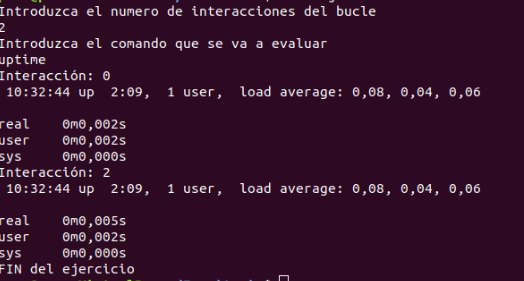 Introduzca el numero de interacciones del bucle
2
Introduzca el comando que se va a evaluar
uptime
Interacción: 0
10:32:44 up 2:09, 1 user, load average: 0,08, 0,04, 0,06
real 0m0,002s
user 0m0,002s
sys 0m0,000s
Interacción: 2
10:32:44 up 2:09, 1 user, load average: 0,08, 0,04, 0,06
real 0m0,005s
user 0m0,002s
sys 0m0,000s
FIN del ejercicio